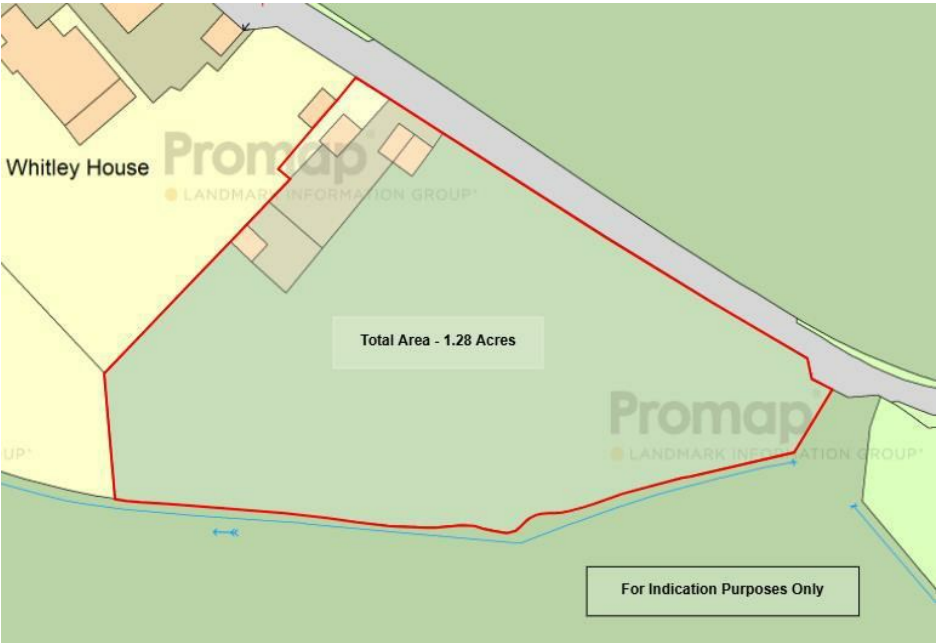 Whitley House
Promap
LANDMARK INFORMATION GROUP
Total Area - 1.28 Acres
Promap
LANDMARK INFORMATION GROUP
UP
For Indication Purposes Only